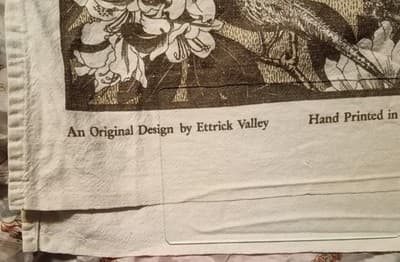 An Original Design by Ettrick Valley
Hand Printed in